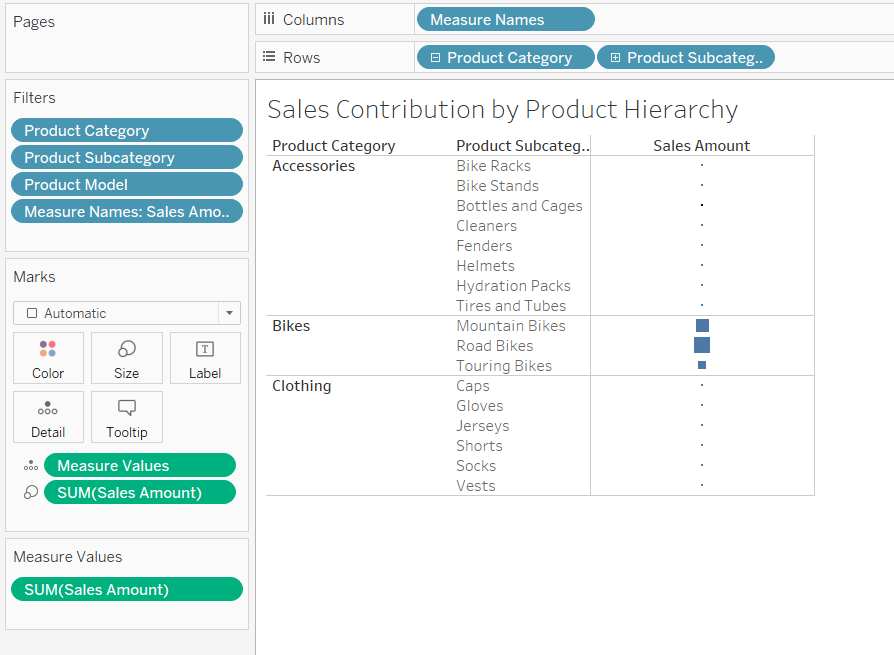 Pages
Columns
Measure Names
Rows
Product Category
Product Subcateg..
Filters
Product Category
Product Subcategory
Product Model
Measure Names: Sales Amo..
Marks
Automatic
Color
Size
T
Label
Detail
Tooltip
Measure Values
SUM(Sales Amount)
Measure Values
SUM(Sales Amount)
Sales Contribution by Product Hierarchy
Product Category Product Subcateg.. Sales Amount
Accessories Bike Racks
Bike Stands
Bottles and Cages
Cleaners
Fenders
Helmets
Hydration Packs
Tires and Tubes
Bikes Mountain Bikes
Road Bikes
Touring Bikes
Clothing Caps
Gloves
Jerseys
Shorts
Socks
Vests